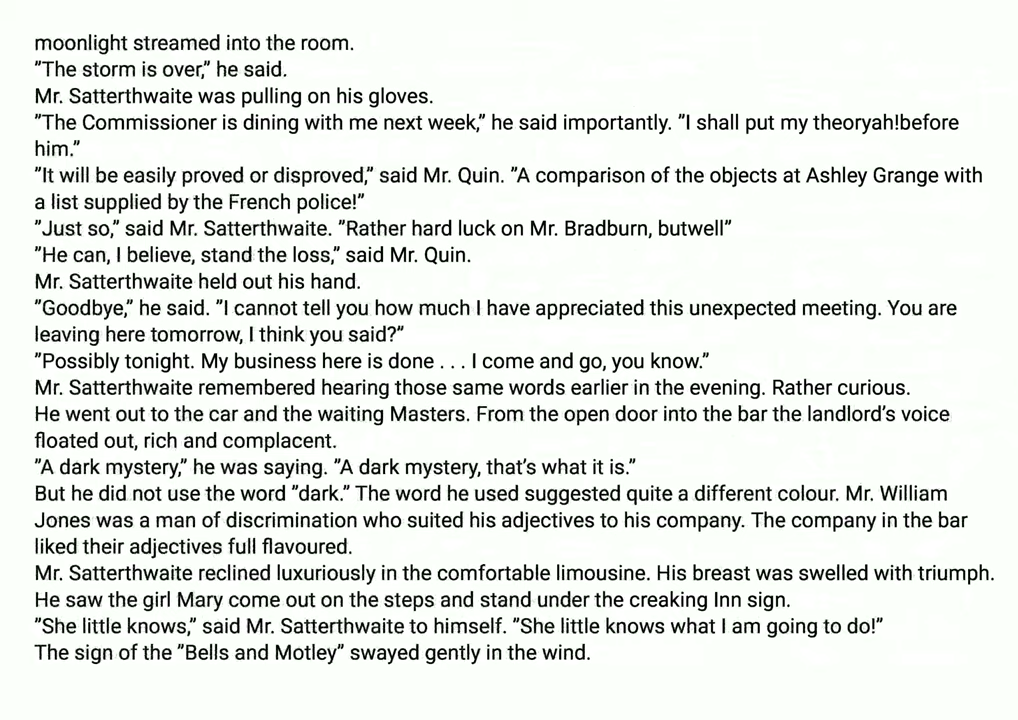 moonlight streamed into the room.
”The storm is over,” he said.
Mr. Satterthwaite was pulling on his gloves.
”The Commissioner is dining with me next week,” he said importantly. ”I shall put my theoryah!before
him.”
”It will be easily proved or disproved,” said Mr. Quin. ”A comparison of the objects at Ashley Grange with
a list supplied by the French police!”
”Just so,” said Mr. Satterthwaite. ”Rather hard luck on Mr. Bradburn, butwell”
”He can, I believe, stand the loss,” said Mr. Quin.
Mr. Satterthwaite held out his hand.
”Goodbye,” he said. ”I cannot tell you how much I have appreciated this unexpected meeting. You are
leaving here tomorrow, I think you said?”
”Possibly tonight. My business here is done . . . I come and go, you know.”
Mr. Satterthwaite remembered hearing those same words earlier in the evening. Rather curious.
He went out to the car and the waiting Masters. From the open door into the bar the landlord’s voice
floated out, rich and complacent.
”A dark mystery,” he was saying. ”A dark mystery, that’s what it is.”
But he did not use the word ”dark.” The word he used suggested quite a different colour. Mr. William
Jones was a man of discrimination who suited his adjectives to his company. The company in the bar
liked their adjectives full flavoured.
Mr. Satterthwaite reclined luxuriously in the comfortable limousine. His breast was swelled with triumph.
He saw the girl Mary come out on the steps and stand under the creaking Inn sign.
”She little knows,” said Mr. Satterthwaite to himself. ”She little knows what I am going to do!”
The sign of the ”Bells and Motley” swayed gently in the wind.